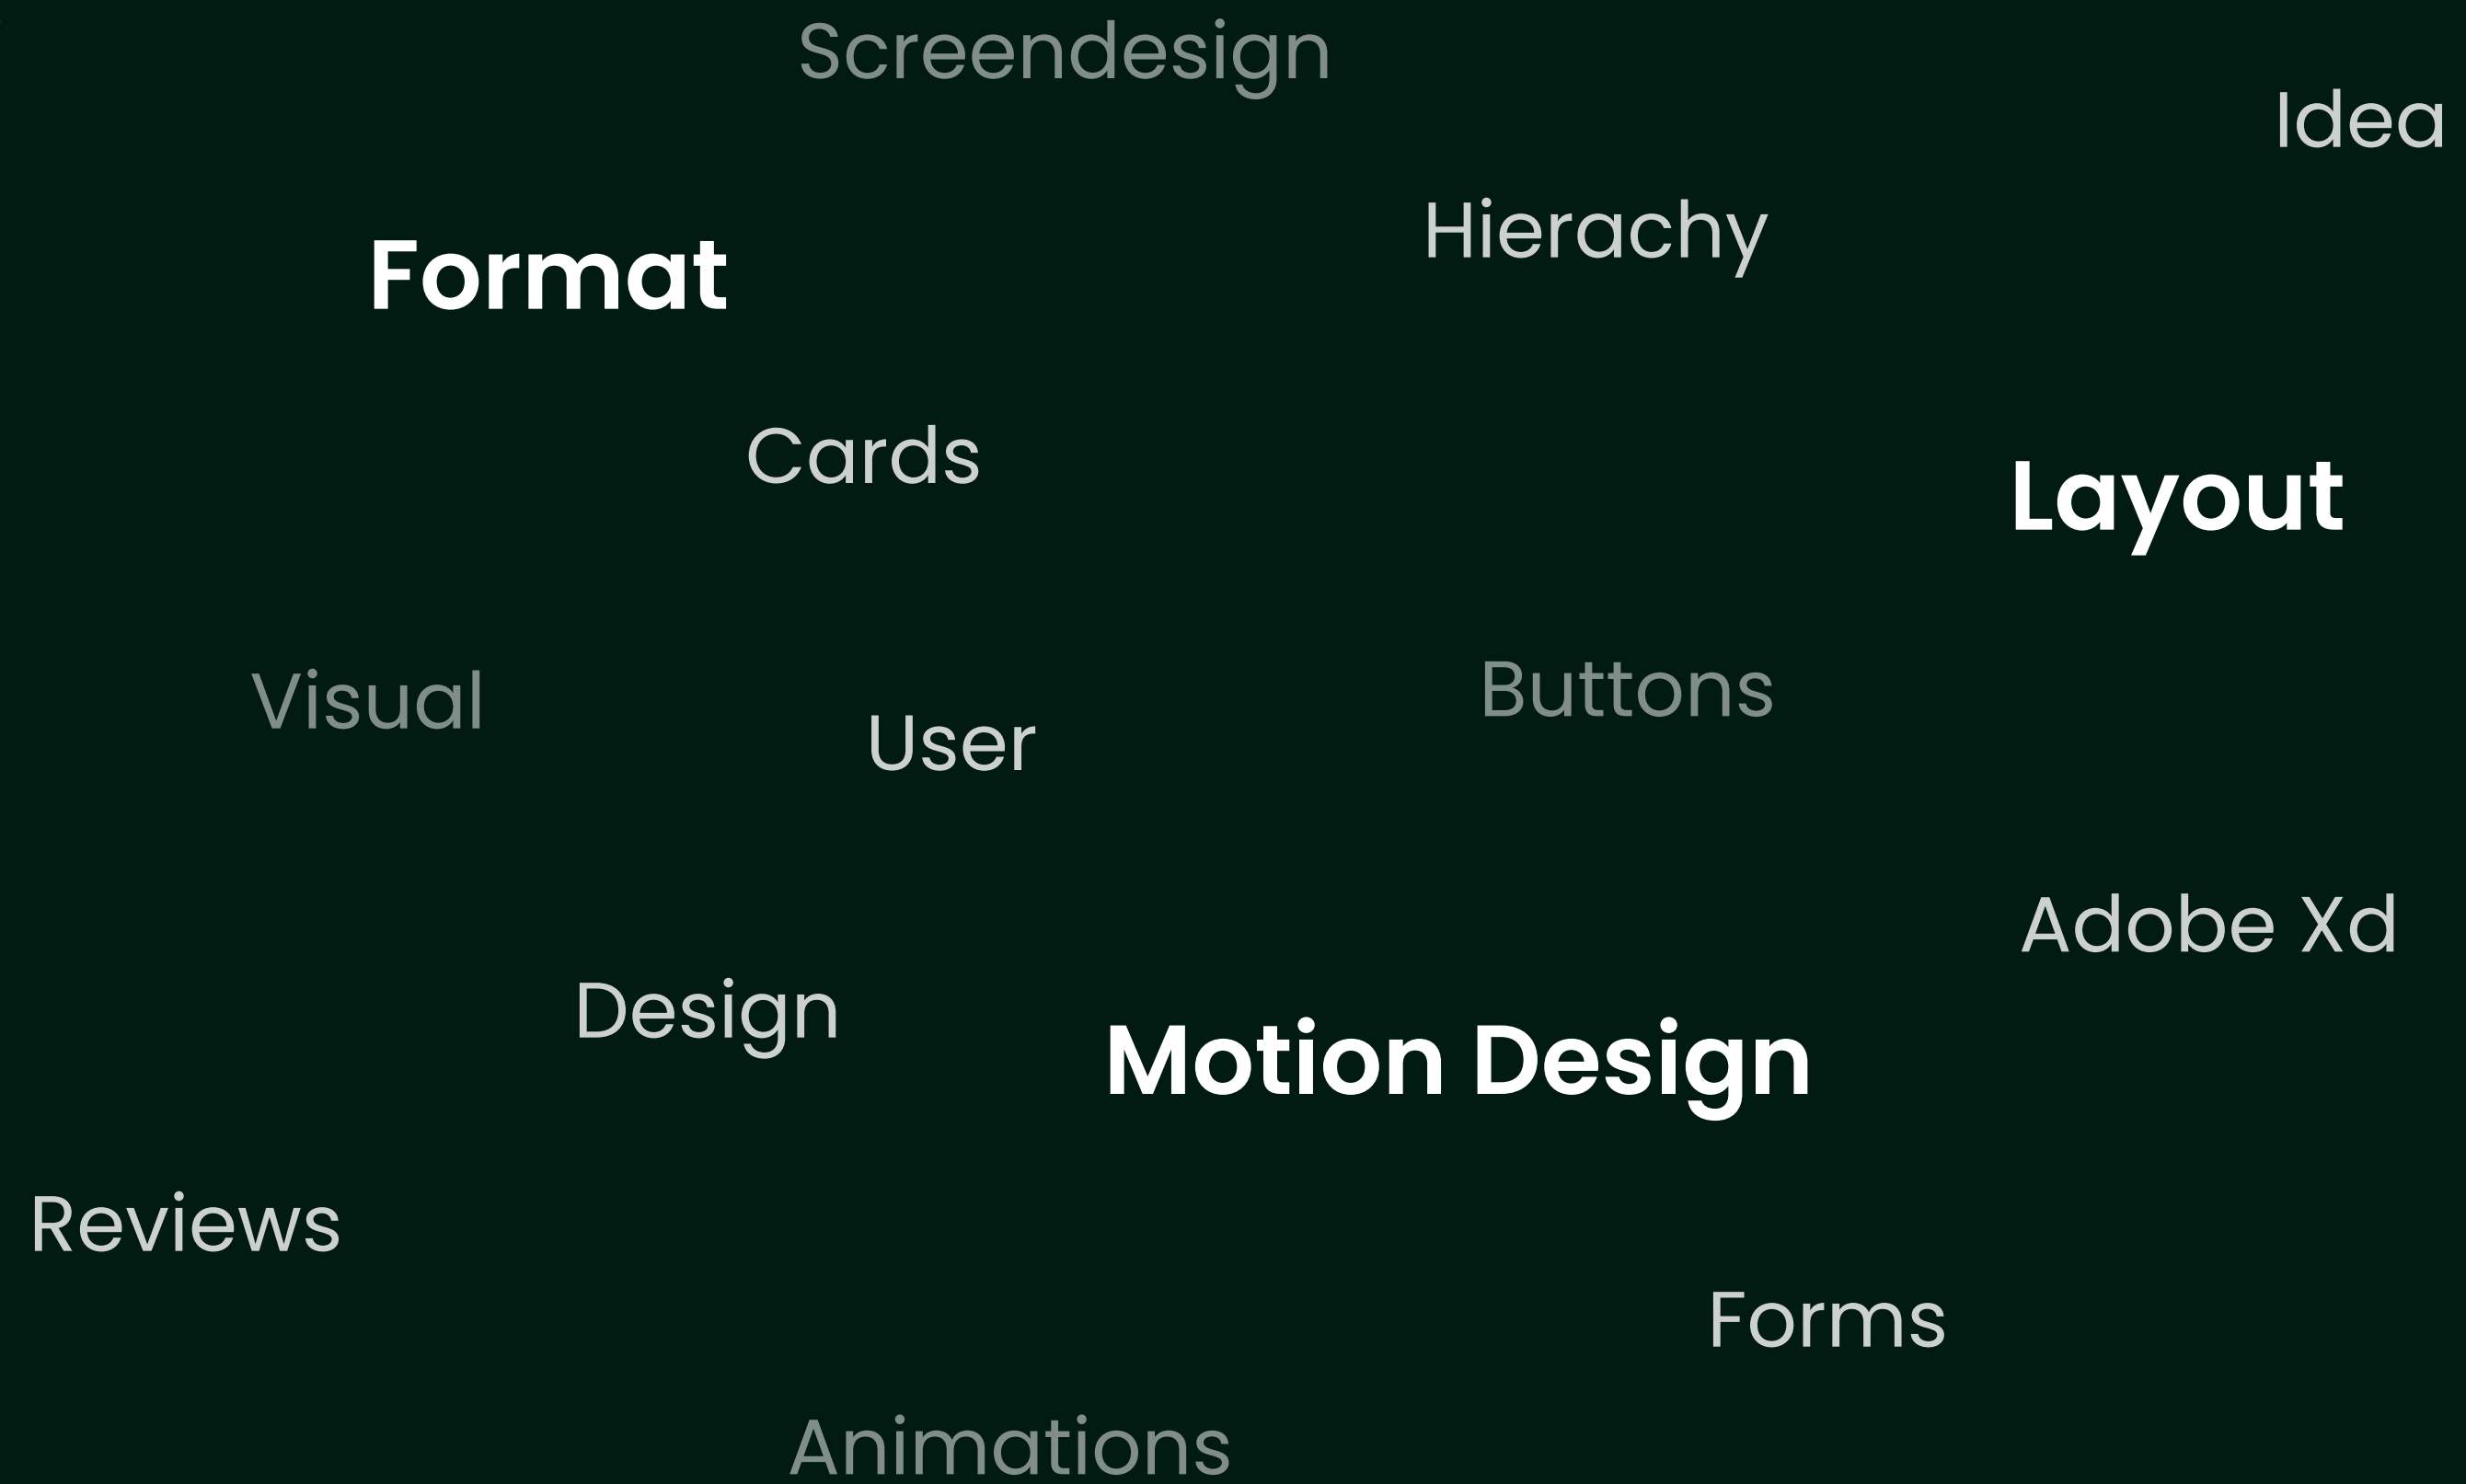 Screendesign
Idea
Hierachy
Format
Cards
Layout
Visual
Buttons
User
Adobe Xd
Design
Motion Design
Reviews
Forms
Animations